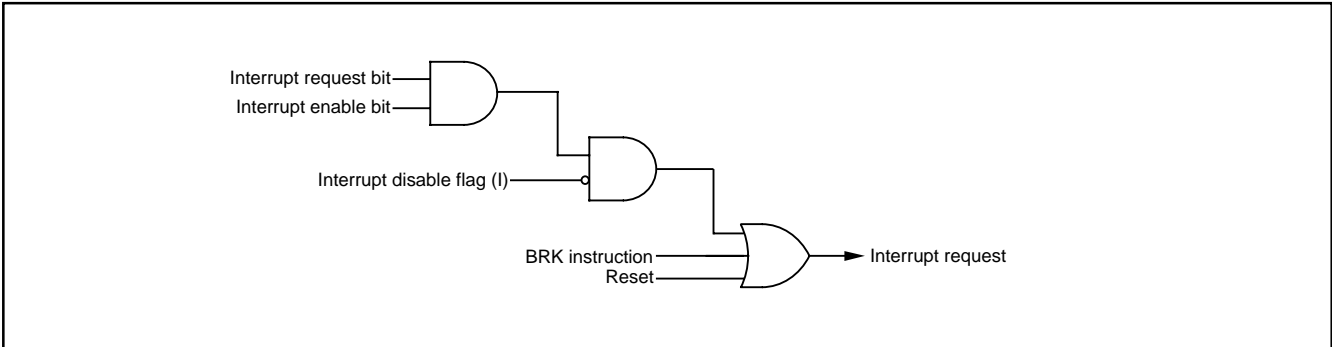 Interrupt request bit
Interrupt enable bit
Interrupt disable flag (I)
BRK instruction
Reset
Interrupt request